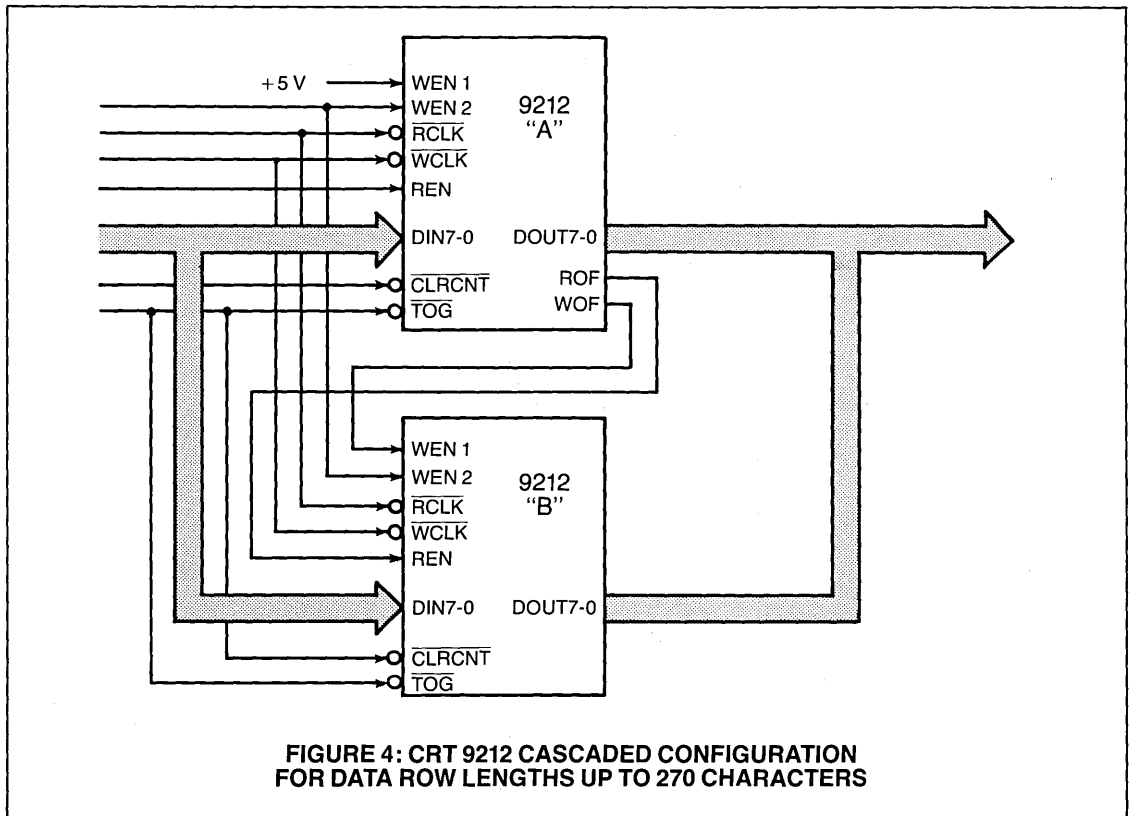 +5 V
WEN 1
WEN 2
RCLK
WCLK
REN
DIN7-0
CLRCNT
TOG
9212
"A"
DOUT7-0
ROF
WOF
WEN 1
WEN 2
RCLK
WCLK
REN
DIN7-0
CLRCNT
TOG
9212
"B"
DOUT7-0
FIGURE 4: CRT 9212 CASCADED CONFIGURATION
FOR DATA ROW LENGTHS UP TO 270 CHARACTERS